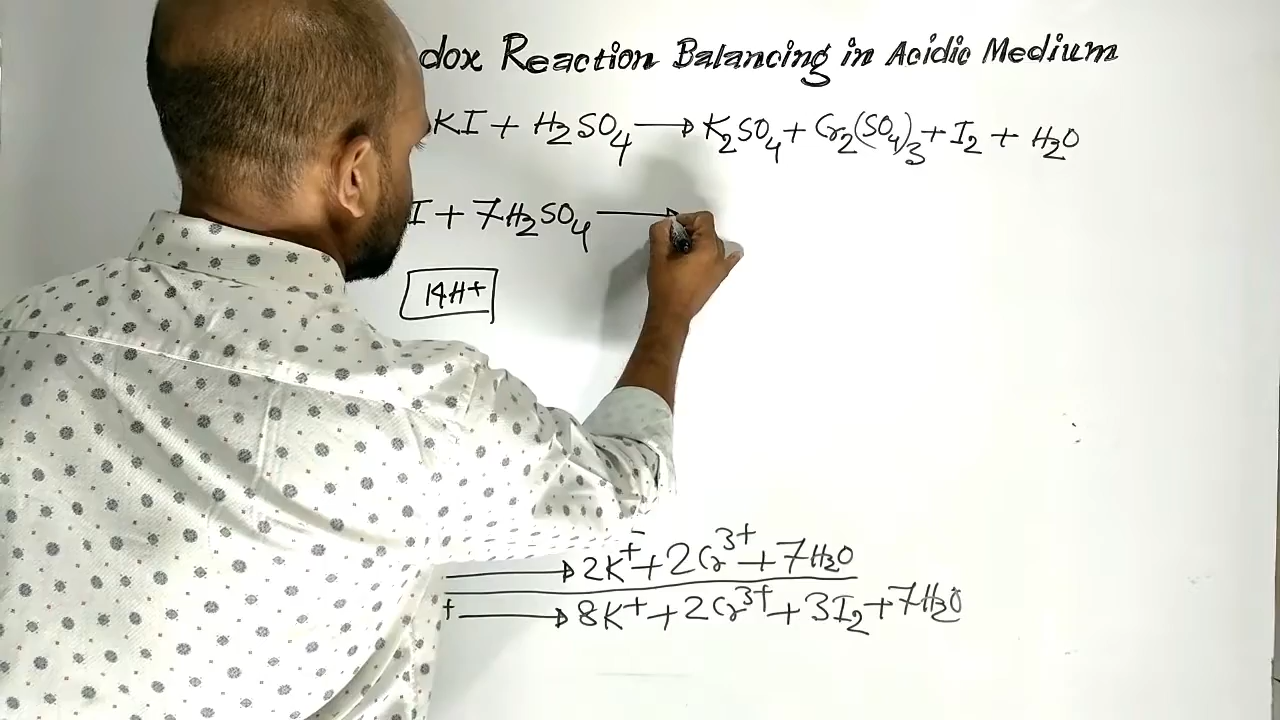 dox Reaction Balancing in Acidic Medium
KI + H₂SO₄ → K₂SO₄ + Cr₂(SO₄)₃ + I₂ + H₂O
I + 7H₂SO₄ →
14H+
→ 2K⁺ + 2Cr³⁺ + 7H₂O
⁺ → 8K⁺ + 2Cr³⁺ + 3I₂ + 7H₂O